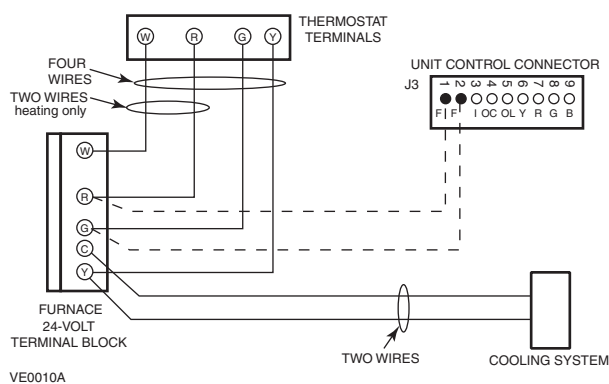 THERMOSTAT
TERMINALS
W R G Y
FOUR
WIRES
TWO WIRES
heating only
UNIT CONTROL CONNECTOR
J3
1 2 3 4 5 6 7 8 9
F F I OC OL Y R G B
W
R
G
C
Y
FURNACE
24-VOLT
TERMINAL BLOCK
TWO WIRES
COOLING SYSTEM
VE0010A